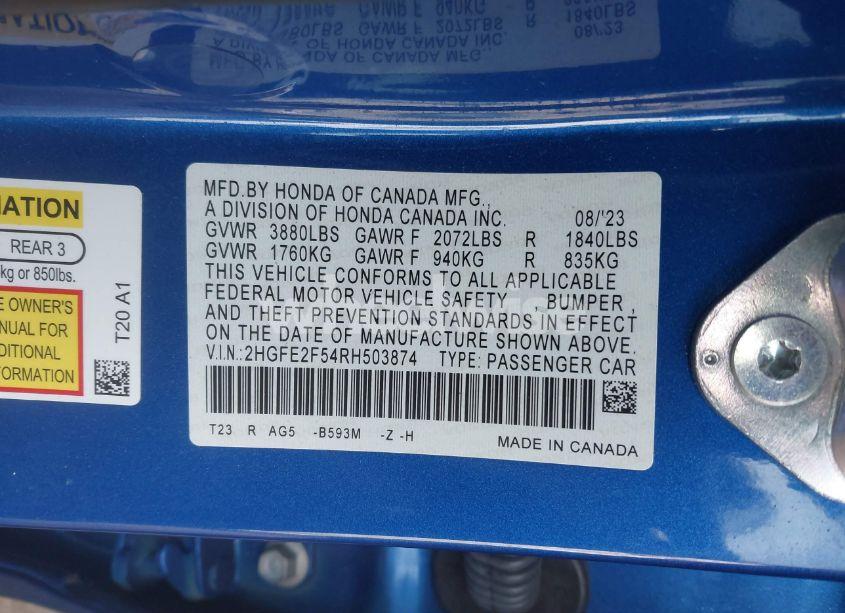 MFD.BY HONDA OF CANADA MFG.,
A DIVISION OF HONDA CANADA INC. 08/'23
GVWR 3880LBS GAWR F 2072LBS R 1840LBS
GVWR 1760KG GAWR F 940KG R 835KG
THIS VEHICLE CONFORMS TO ALL APPLICABLE
FEDERAL MOTOR VEHICLE SAFETY, BUMPER,
AND THEFT PREVENTION STANDARDS IN EFFECT
ON THE DATE OF MANUFACTURE SHOWN ABOVE.
V.I.N.: 2HGFE2F54RH503874 TYPE: PASSENGER CAR
T23 R AG5 -B593M -Z -H
MADE IN CANADA
REAR 3
kg or 850lbs.
OWNER'S
FOR
T20 A1